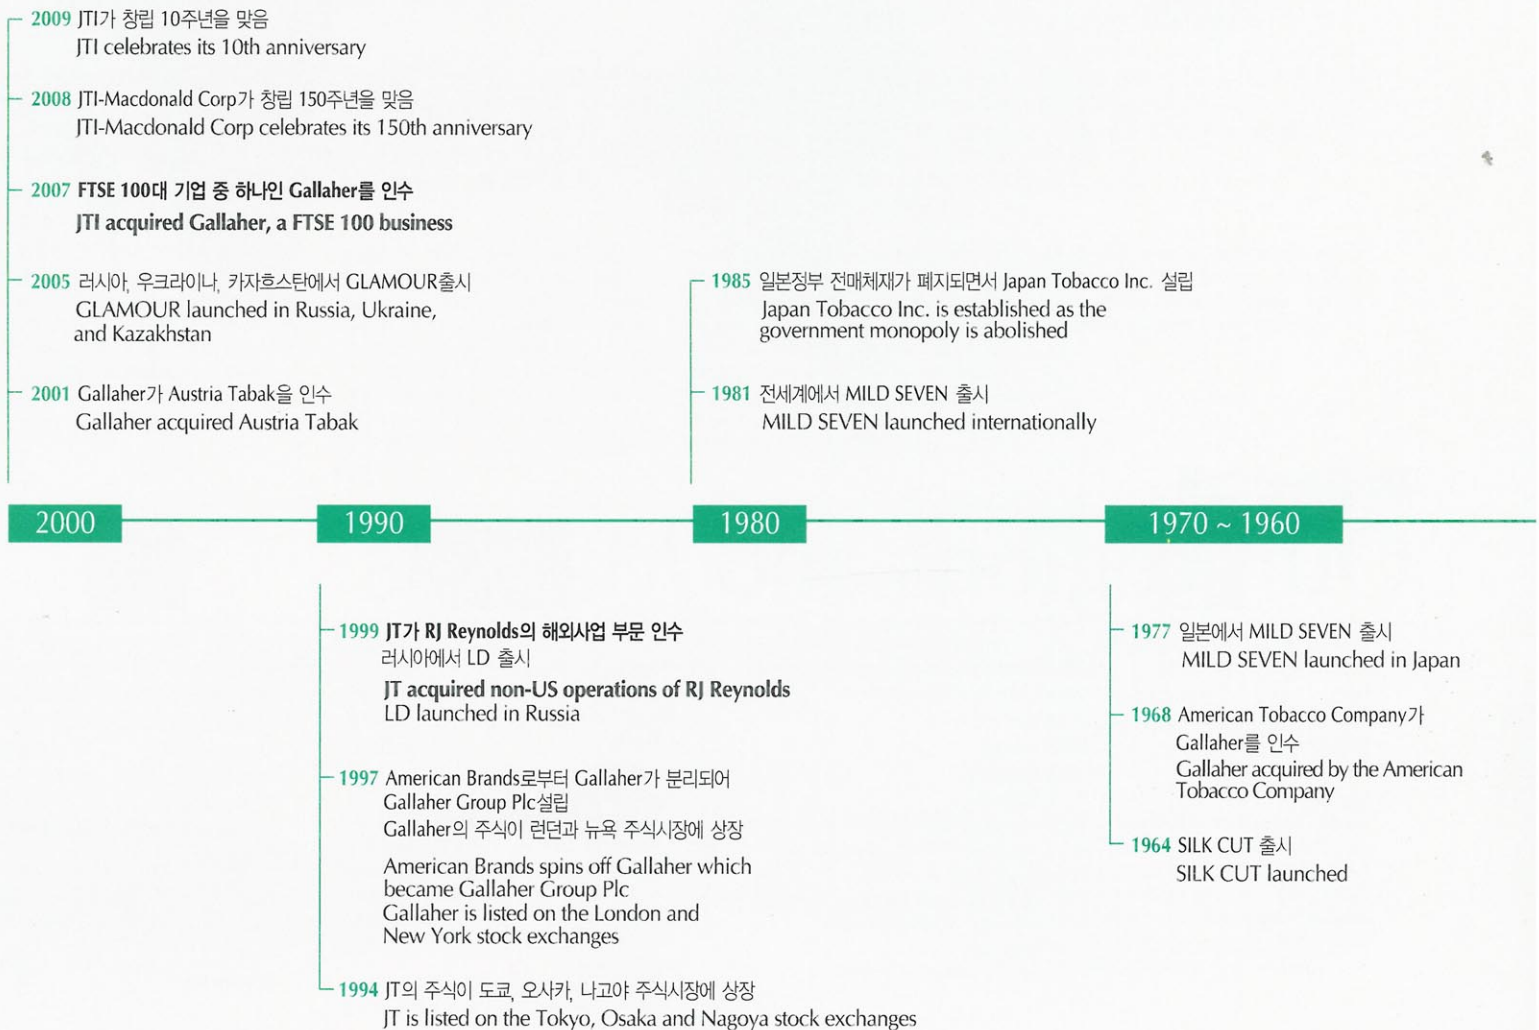 2009 JTI가 창립 10주년을 맞음
JTI celebrates its 10th anniversary
2008 JTI-Macdonald Corp가 창립 150주년을 맞음
JTI-Macdonald Corp celebrates its 150th anniversary
2007 FTSE 100대 기업 중 하나인 Gallaher를 인수
JTI acquired Gallaher, a FTSE 100 business
2005 러시아, 우크라이나, 카자흐스탄에서 GLAMOUR출시
GLAMOUR launched in Russia, Ukraine,
and Kazakhstan
2001 Gallaher가 Austria Tabak을 인수
Gallaher acquired Austria Tabak
1985 일본정부 전매체재가 폐지되면서 Japan Tobacco Inc. 설립
Japan Tobacco Inc. is established as the
government monopoly is abolished
1981 전세계에서 MILD SEVEN 출시
MILD SEVEN launched internationally
2000
1990
1980
1970 ~ 1960
1999 JT가 RJ Reynolds의 해외사업 부문 인수
러시아에서 LD 출시
JT acquired non-US operations of RJ Reynolds
LD launched in Russia
1997 American Brands로부터 Gallaher가 분리되어
Gallaher Group Plc설립
Gallaher의 주식이 런던과 뉴욕 주식시장에 상장
American Brands spins off Gallaher which
became Gallaher Group Plc
Gallaher is listed on the London and
New York stock exchanges
1994 JT의 주식이 도쿄, 오사카, 나고야 주식시장에 상장
JT is listed on the Tokyo, Osaka and Nagoya stock exchanges
1977 일본에서 MILD SEVEN 출시
MILD SEVEN launched in Japan
1968 American Tobacco Company가
Gallaher를 인수
Gallaher acquired by the American
Tobacco Company
1964 SILK CUT 출시
SILK CUT launched